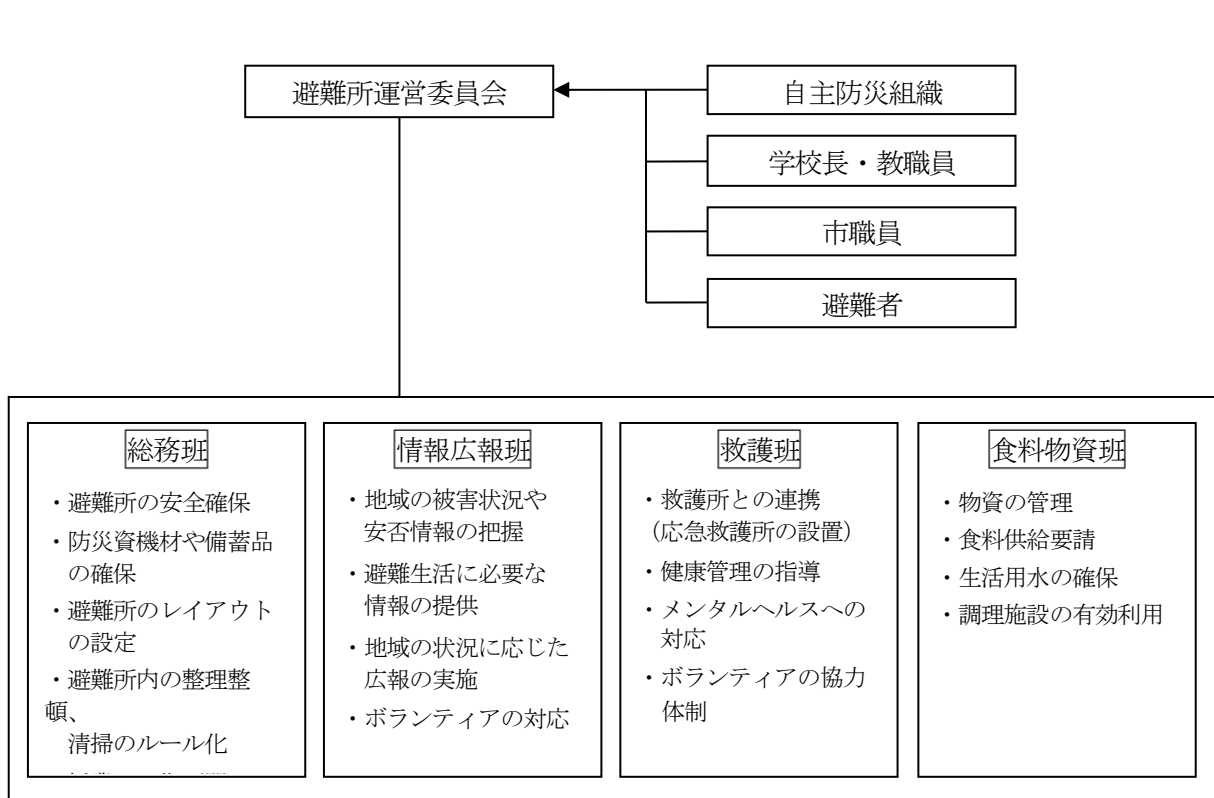 避難所運営委員会
自主防災組織
学校長・教職員
市職員
避難者
総務班
・避難所の安全確保
・防災資機材や備蓄品
の確保
・避難所のレイアウト
の設定
・避難所内の整理整
頓、
清掃のルール化
情報広報班
・地域の被害状況や
安否情報の把握
・避難生活に必要な
情報の提供
・地域の状況に応じた
広報の実施
・ボランティアの対応
救護班
・救護所との連携
（応急救護所の設置）
・健康管理の指導
・メンタルヘルスへの
対応
・ボランティアの協力
体制
食料物資班
・物資の管理
・食料供給要請
・生活用水の確保
・調理施設の有効利用